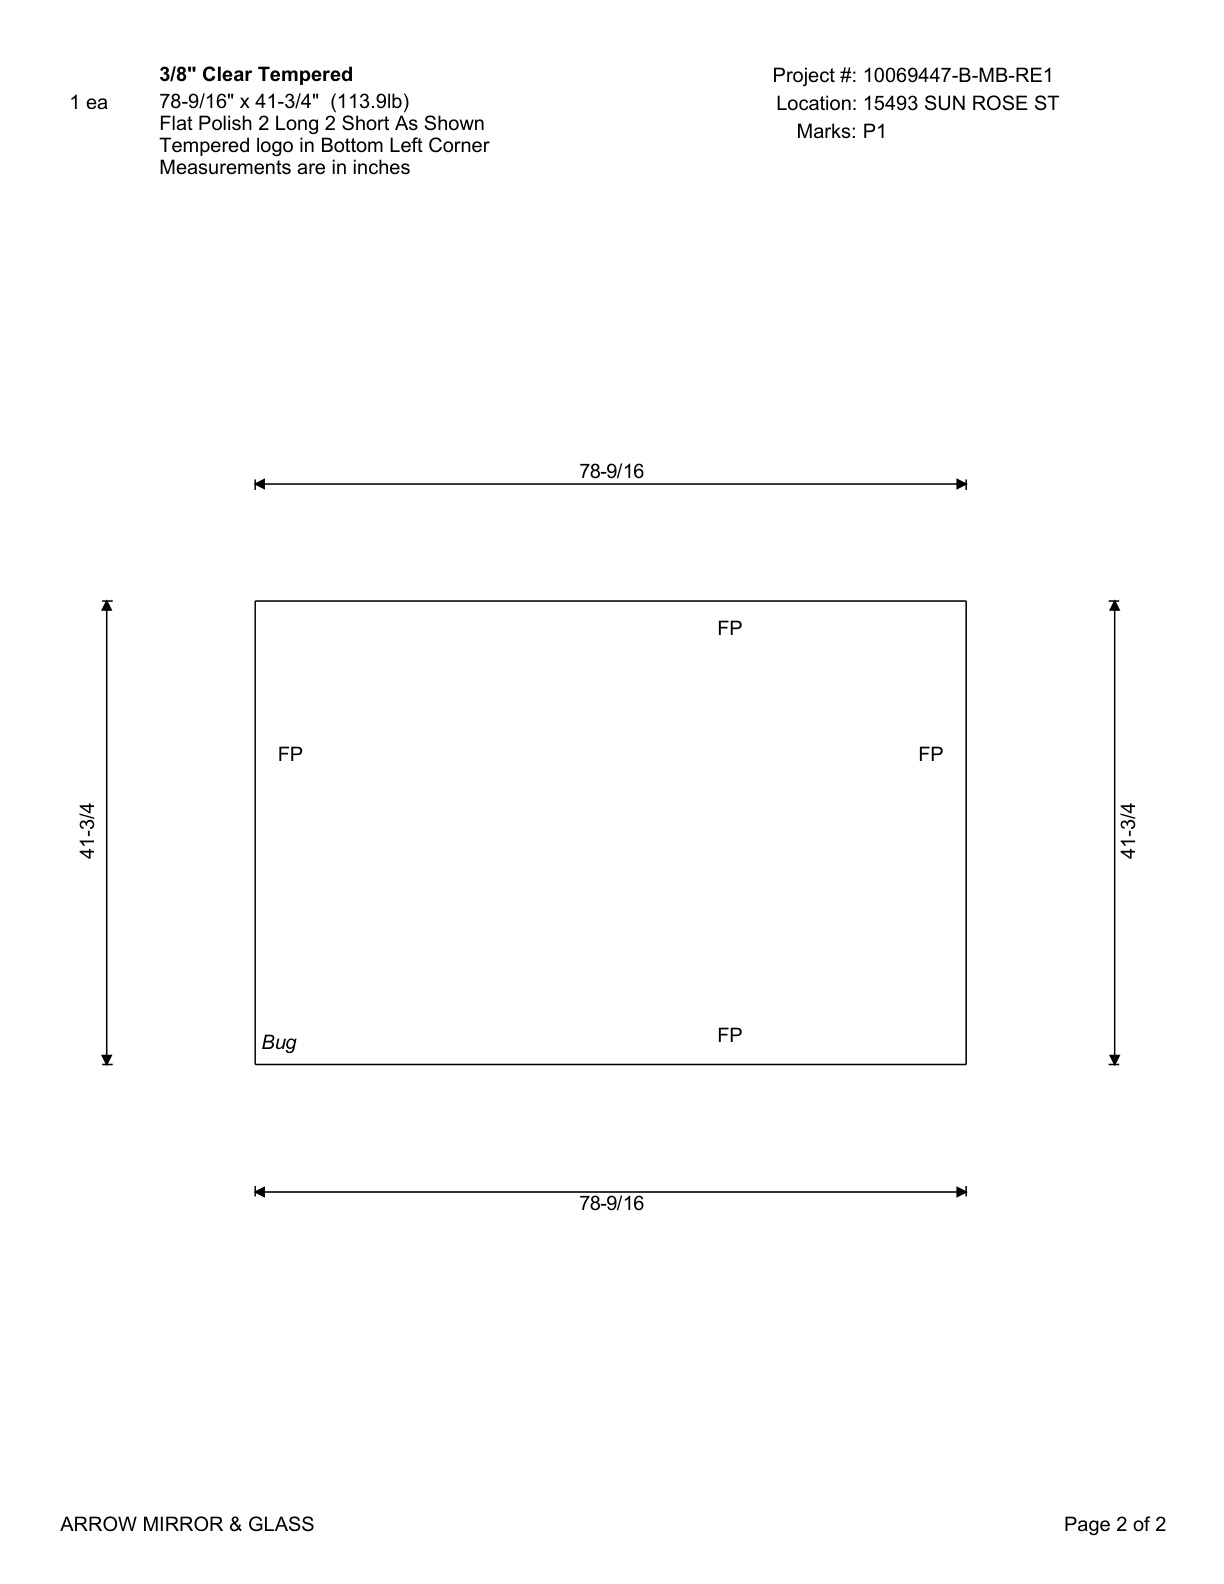 3/8" Clear Tempered
1 ea
78-9/16" x 41-3/4" (113.9lb)
Flat Polish 2 Long 2 Short As Shown
Tempered logo in Bottom Left Corner
Measurements are in inches
Project #: 10069447-B-MB-RE1
Location: 15493 SUN ROSE ST
Marks: P1
78-9/16
FP
FP
FP
41-3/4
41-3/4
Bug
FP
78-9/16
ARROW MIRROR & GLASS
Page 2 of 2